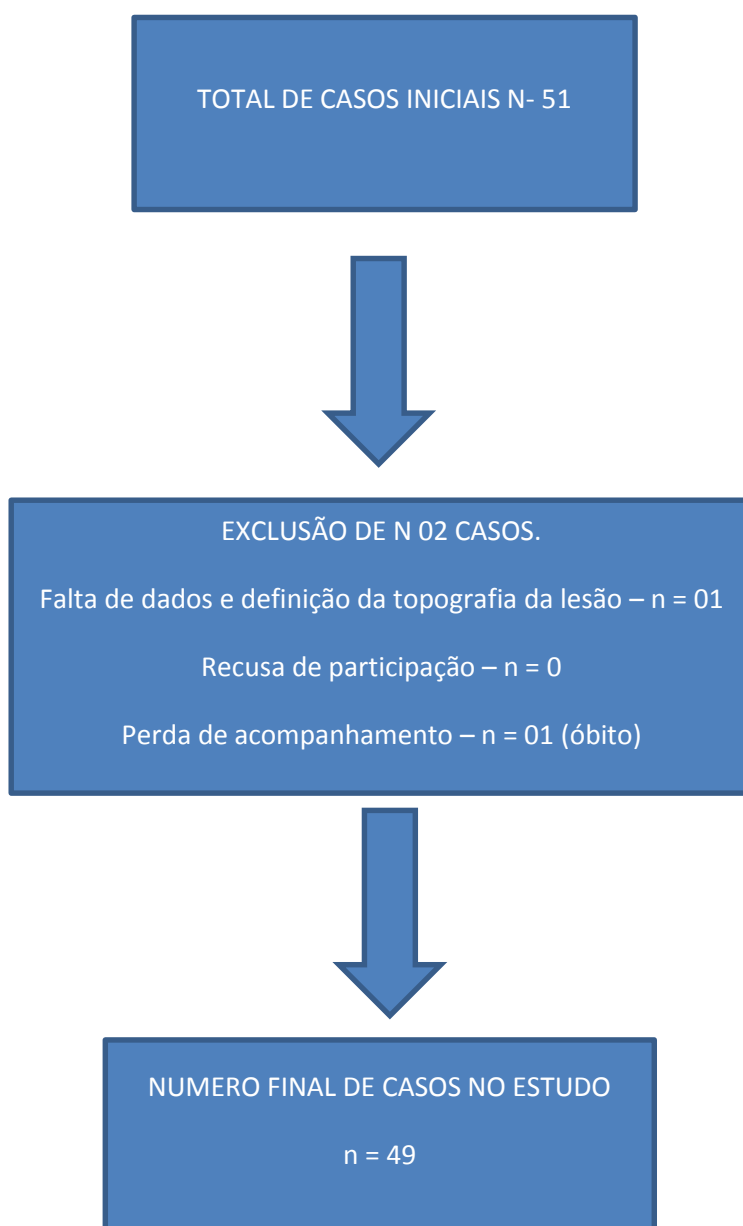 TOTAL DE CASOS INICIAIS N- 51
EXCLUSÃO DE N 02 CASOS.
Falta de dados e definição da topografia da lesão – n = 01
Recusa de participação – n = 0
Perda de acompanhamento – n = 01 (óbito)
NUMERO FINAL DE CASOS NO ESTUDO
n = 49